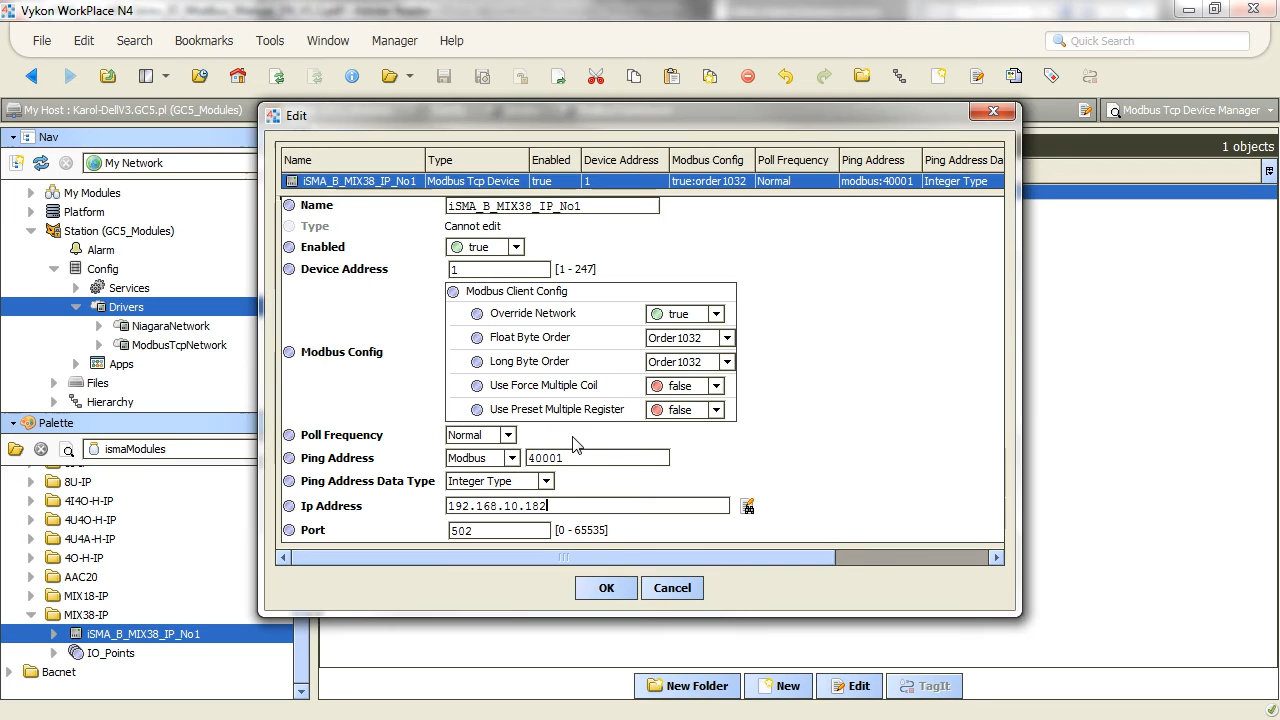 Vykon WorkPlace N4
File Edit Search Bookmarks Tools Window Manager Help
Quick Search
My Host : Karol-DellV3.GC5.pl (GC5_Modules)
Modbus Tcp Device Manager
Nav
1 objects
My Network
My Modules
Platform
Station (GC5_Modules)
Alarm
Config
Services
Drivers
NiagaraNetwork
ModbusTcpNetwork
Apps
Files
Hierarchy
Palette
ismaModules
8U-IP
4I4O-H-IP
4U4O-H-IP
4U4A-H-IP
4O-H-IP
AAC20
MIX18-IP
MIX38-IP
iSMA_B_MIX38_IP_No1
IO_Points
Bacnet
Edit
Name Type Enabled Device Address Modbus Config Poll Frequency Ping Address Ping Address Da
iSMA_B_MIX38_IP_No1 Modbus Tcp Device true 1 true:order1032 Normal modbus:40001 Integer Type
Name iSMA_B_MIX38_IP_No1
Type Cannot edit
Enabled true
Device Address 1 [1 - 247]
Modbus Client Config
Override Network true
Float Byte Order Order1032
Modbus Config
Long Byte Order Order1032
Use Force Multiple Coil false
Use Preset Multiple Register false
Poll Frequency Normal
Ping Address Modbus 40001
Ping Address Data Type Integer Type
Ip Address 192.168.10.182
Port 502 [0 - 65535]
OK Cancel
New Folder New Edit TagIt